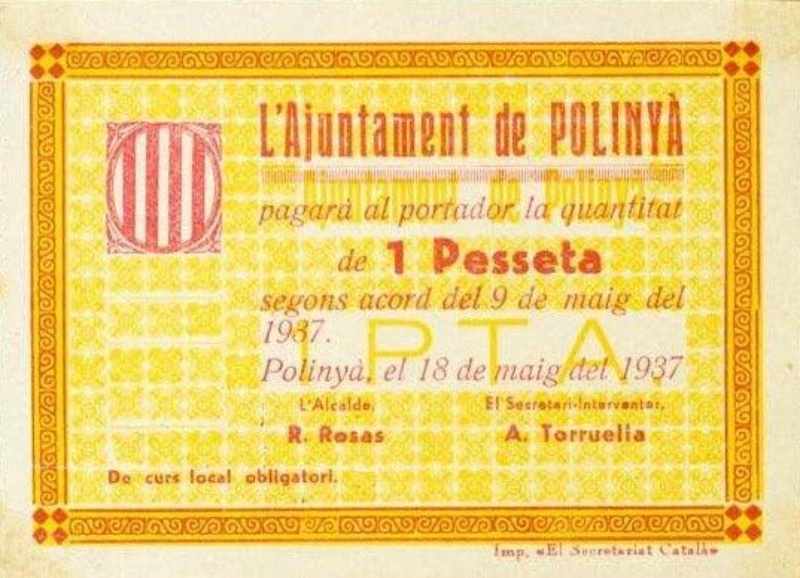 L'Ajuntament de POLINYÀ
Ajuntament de Polinyà
pagarà al portador la quantitat
de 1 Pesseta
segons acord del 9 de maig del
1937.
1 PTA.
Polinyà, el 18 de maig del 1937
L'Alcalde, El Secretari-Interventor,
R. Rosas A. Torruella
De curs local obligatori.
Imp. «El Secretariat Català»